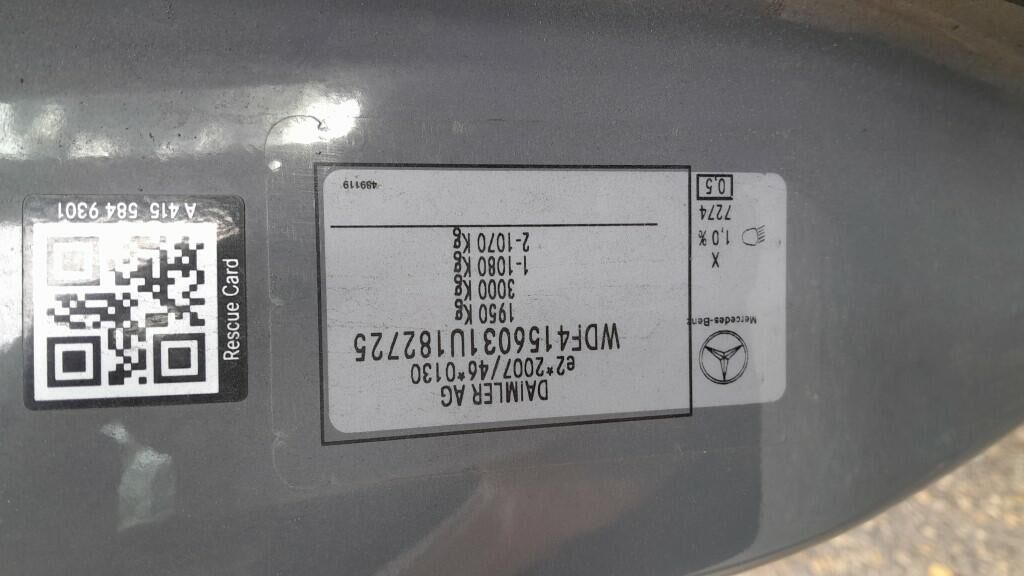 DAIMLER AG
e2*2007/46*0130
WDF4156031U182725
1950 kg
3000 kg
1-1080 kg
2-1070 kg
499119
Mercedes-Benz
X
1,0 %
7274
0,5
A 415 584 9301
Rescue Card